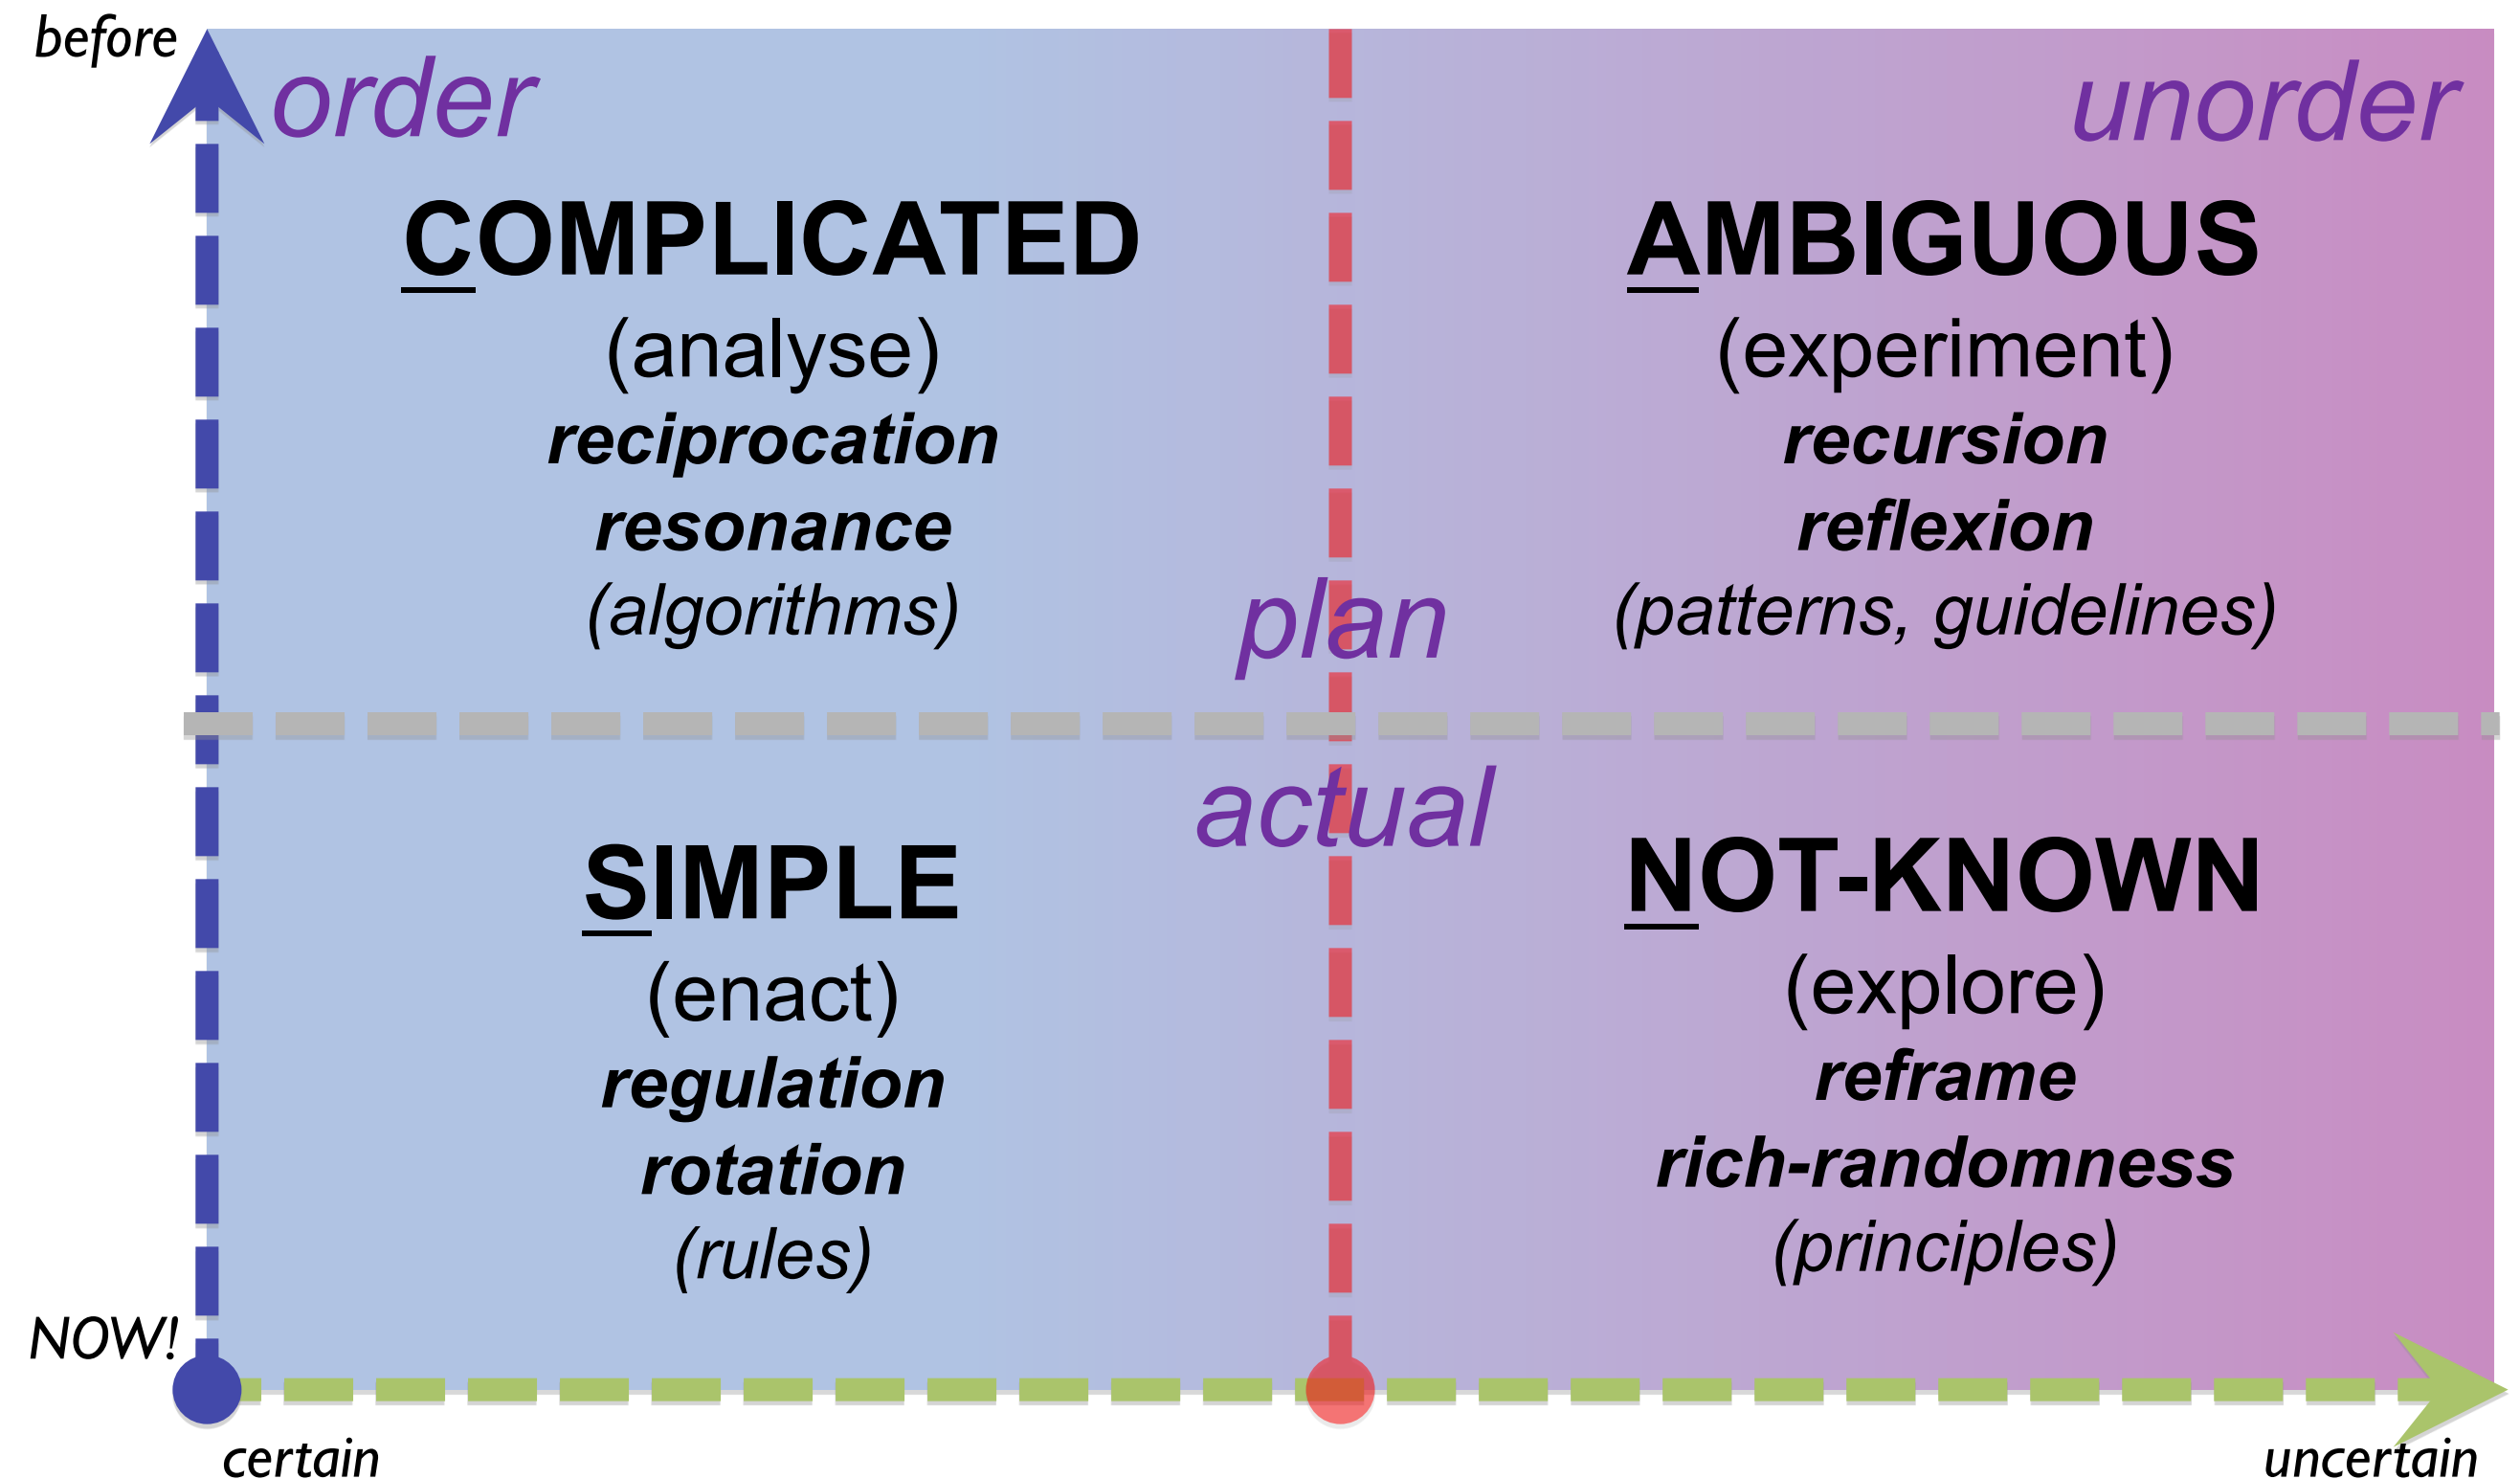 before
order
unorder
COMPLICATED
(analyse)
reciprocation
resonance
(algorithms)
AMBIGUOUS
(experiment)
recursion
reflexion
(patterns, guidelines)
plan
actual
SIMPLE
(enact)
regulation
rotation
(rules)
NOT-KNOWN
(explore)
reframe
rich-randomness
(principles)
NOW!
certain
uncertain